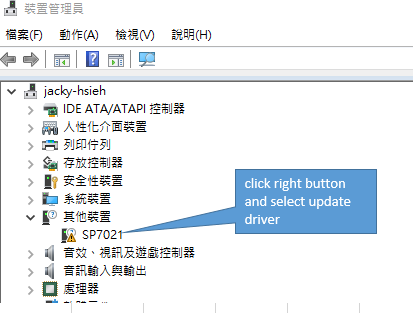 裝置管理員
檔案(F) 動作(A) 檢視(V) 說明(H)
jacky-hsieh
IDE ATA/ATAPI 控制器
人性化介面裝置
列印佇列
存放控制器
安全性裝置
系統裝置
其他裝置
SP7021
音效、視訊及遊戲控制器
音訊輸入與輸出
處理器
click right button
and select update
driver